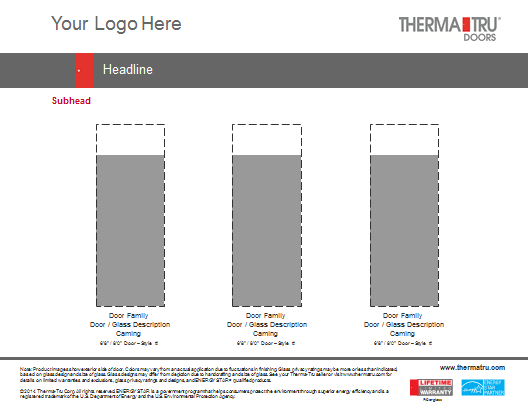 Your Logo Here
THERMA TRU®
DOORS
Headline
Subhead
Door Family
Door / Glass Description
Caming
6'8" / 8'0" Door – Style #
Door Family
Door / Glass Description
Caming
6'8" / 8'0" Door – Style #
Door Family
Door / Glass Description
Caming
6'8" / 8'0" Door – Style #
Note: Product images show exterior side of door. Colors may vary from an actual application due to fluctuations in finishing. Glass privacy ratings may be more or less than indicated,
based on glass design and size of glass. Glass designs may differ from depiction due to handcrafting and size of glass. See your Therma-Tru seller or visit www.thermatru.com for
details on limited warranties and exclusions, glass privacy ratings and designs, and ENERGY STAR® qualified products.
©2014 Therma-Tru Corp. All rights reserved. ENERGY STAR is a government program that helps consumers protect the environment through superior energy efficiency and is a
registered trademark of the U.S. Department of Energy and the U.S. Environmental Protection Agency.
www.thermatru.com
LIFETIME
WARRANTY
Fiberglass
ENERGY
STAR
PARTNER